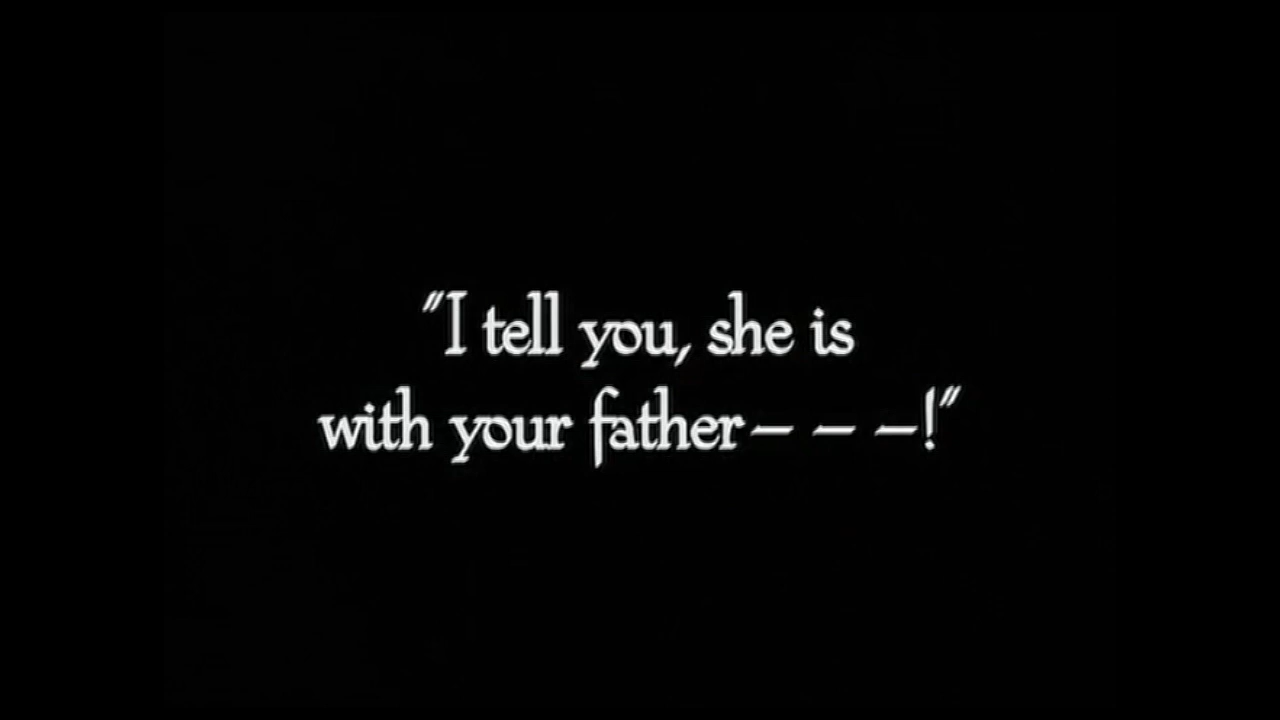 "I tell you, she is
with your father— — —!"